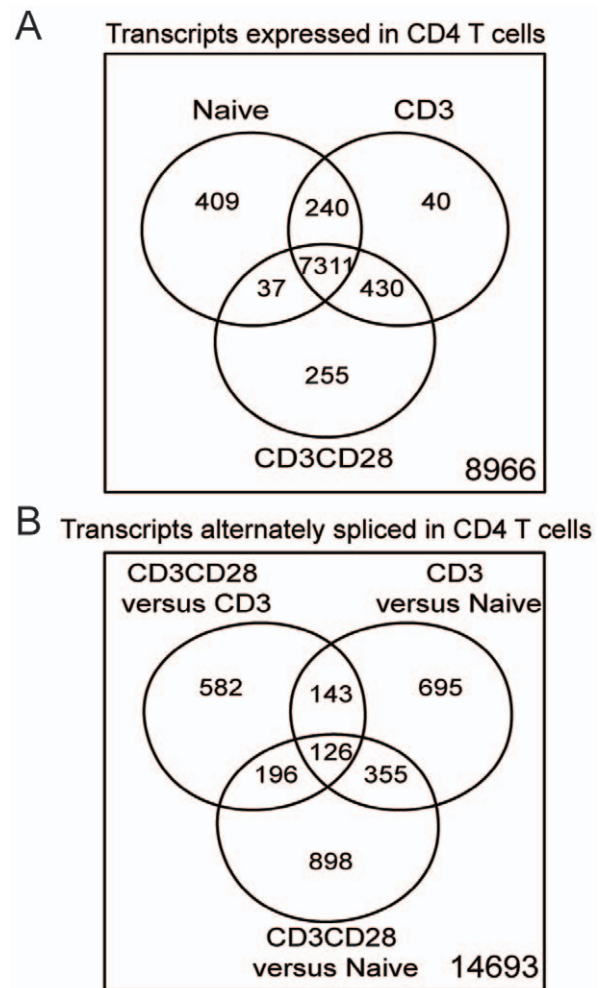 A
Transcripts expressed in CD4 T cells
Naive
CD3
409
240
40
7311
37
430
255
CD3CD28
8966
B
Transcripts alternately spliced in CD4 T cells
CD3CD28
versus CD3
CD3
versus Naive
582
143
695
126
196
355
898
CD3CD28
versus Naive
14693